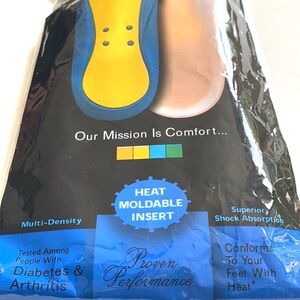 Our Mission Is Comfort...
HEAT
MOLDABLE
INSERT
Multi-Density
Superior
Shock Absorption
Tested Among
People With
Diabetes &
Arthritis
Proven
Performance
Conforms
To Your
Feet With
Heat*